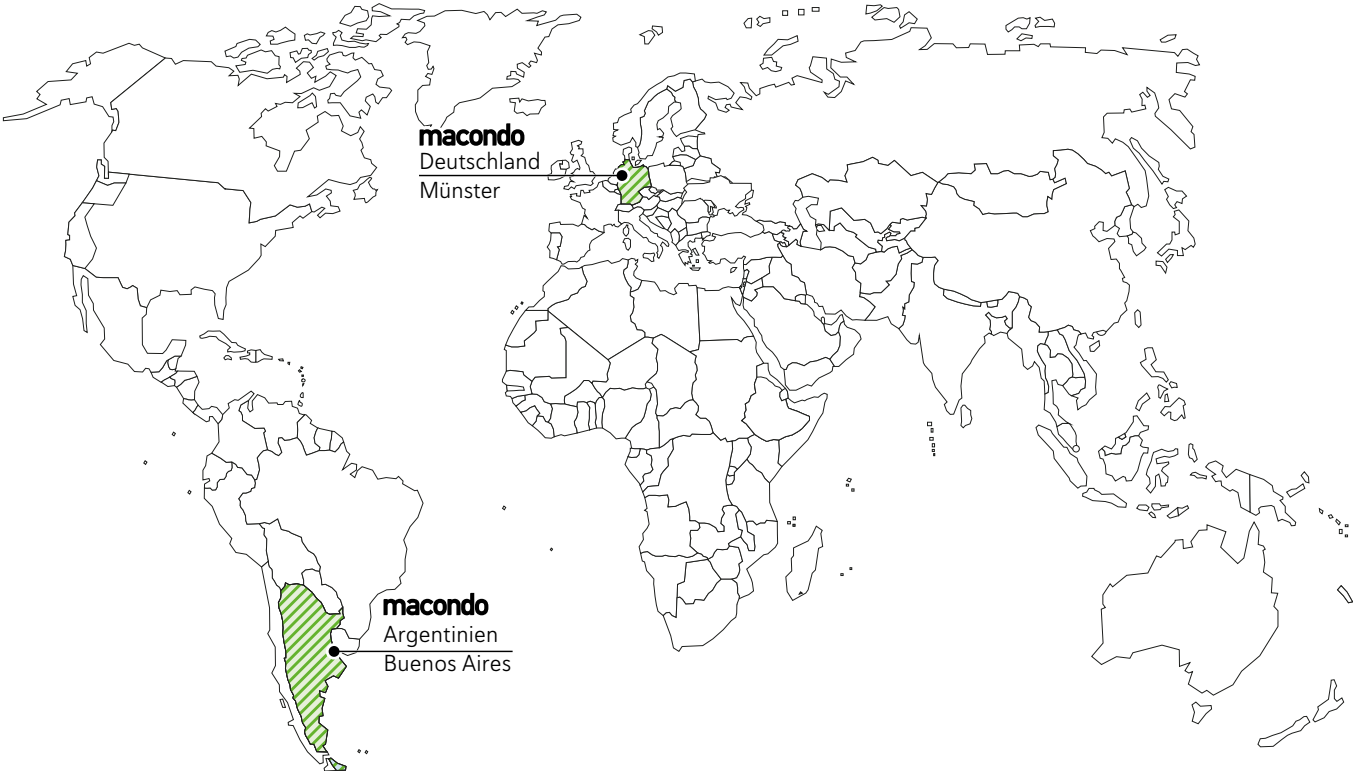 macondo
Deutschland
Münster
macondo
Argentinien
Buenos Aires